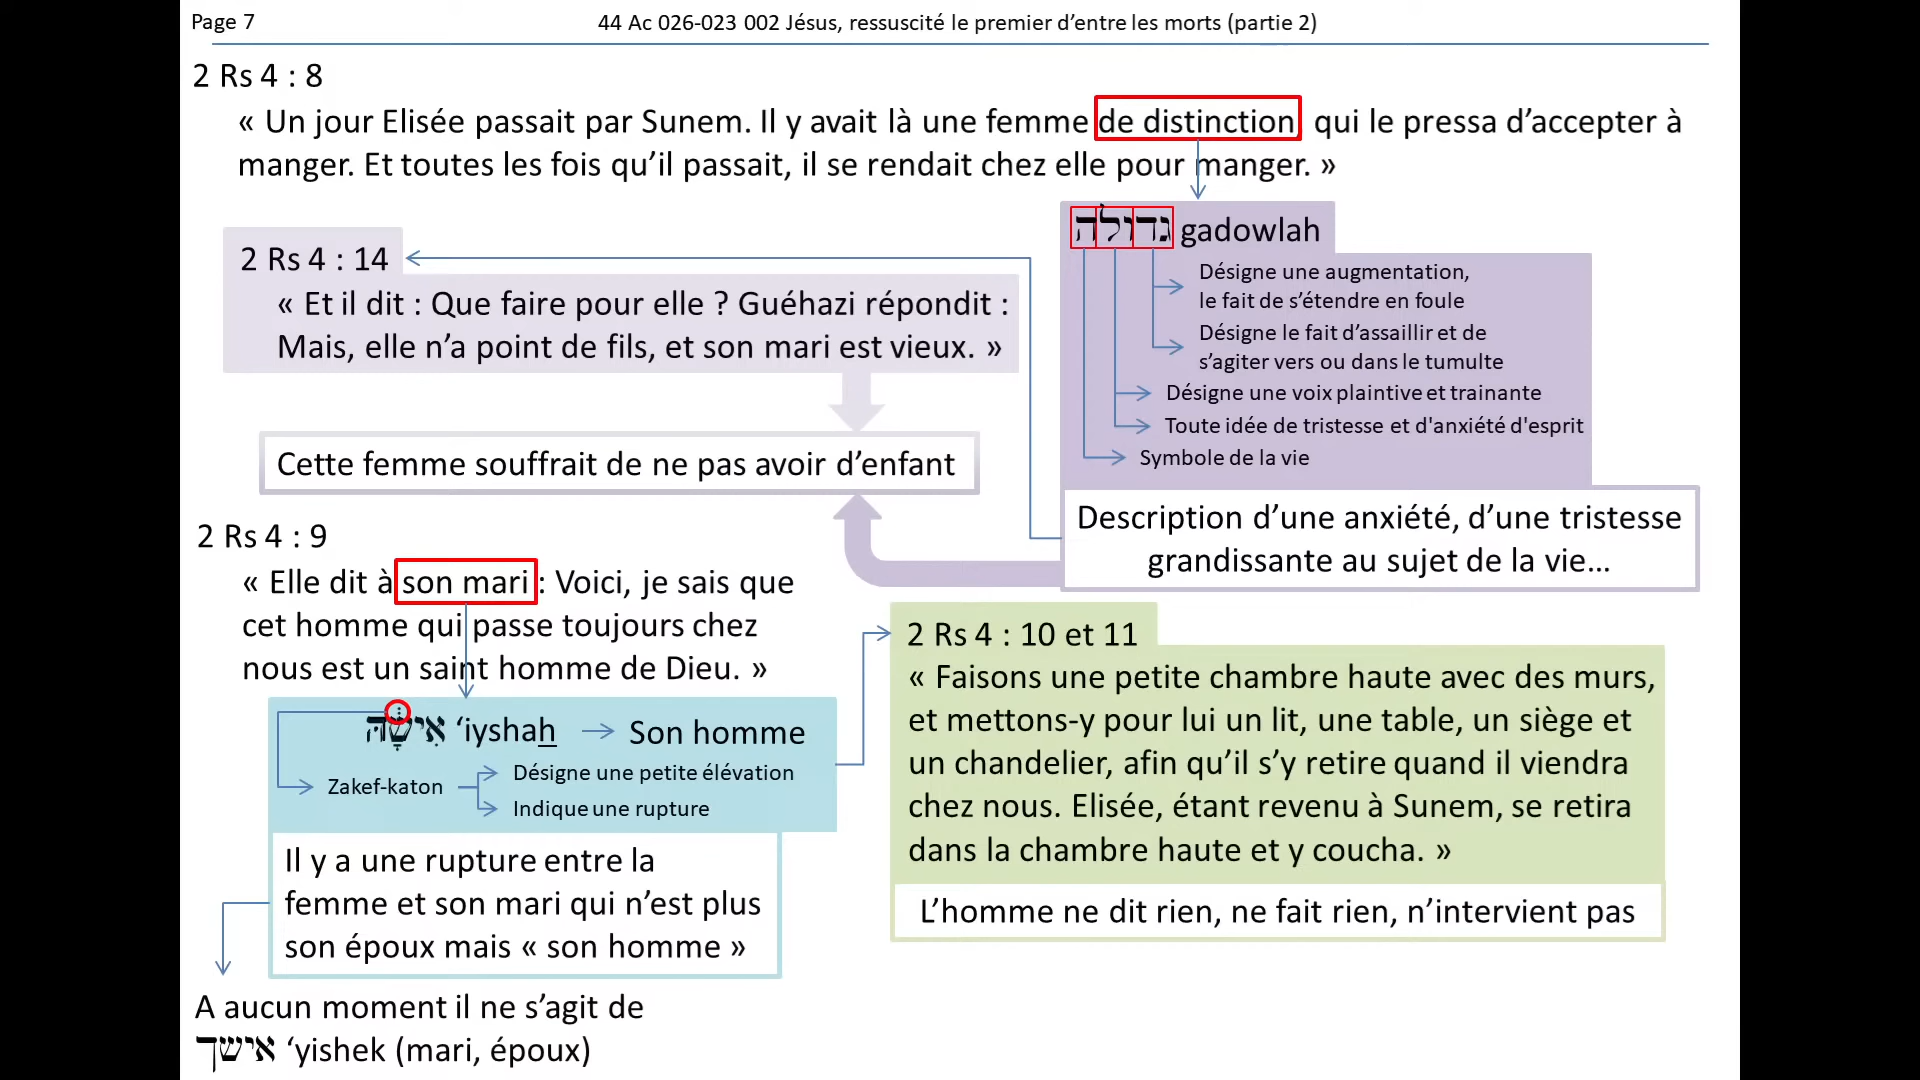 Page 7
44 Ac 026-023 002 Jésus, ressuscité le premier d’entre les morts (partie 2)
2 Rs 4 : 8
« Un jour Elisée passait par Sunem. Il y avait là une femme de distinction, qui le pressa d’accepter à
manger. Et toutes les fois qu’il passait, il se rendait chez elle pour manger. »
גדולה gadowlah
Désigne une augmentation,
le fait de s’étendre en foule
Désigne le fait d’assaillir et de
s’agiter vers ou dans le tumulte
Désigne une voix plaintive et trainante
Toute idée de tristesse et d'anxiété d'esprit
Symbole de la vie
Description d’une anxiété, d’une tristesse
grandissante au sujet de la vie…
2 Rs 4 : 14
« Et il dit : Que faire pour elle ? Guéhazi répondit :
Mais, elle n’a point de fils, et son mari est vieux. »
Cette femme souffrait de ne pas avoir d’enfant
2 Rs 4 : 9
« Elle dit à son mari : Voici, je sais que
cet homme qui passe toujours chez
nous est un saint homme de Dieu. »
אִישָׁ֔הּ ‘iyshah Son homme
Zakef-katon
Désigne une petite élévation
Indique une rupture
Il y a une rupture entre la
femme et son mari qui n’est plus
son époux mais « son homme »
A aucun moment il ne s’agit de
אישך ‘yishek (mari, époux)
2 Rs 4 : 10 et 11
« Faisons une petite chambre haute avec des murs,
et mettons-y pour lui un lit, une table, un siège et
un chandelier, afin qu’il s’y retire quand il viendra
chez nous. Elisée, étant revenu à Sunem, se retira
dans la chambre haute et y coucha. »
L’homme ne dit rien, ne fait rien, n’intervient pas